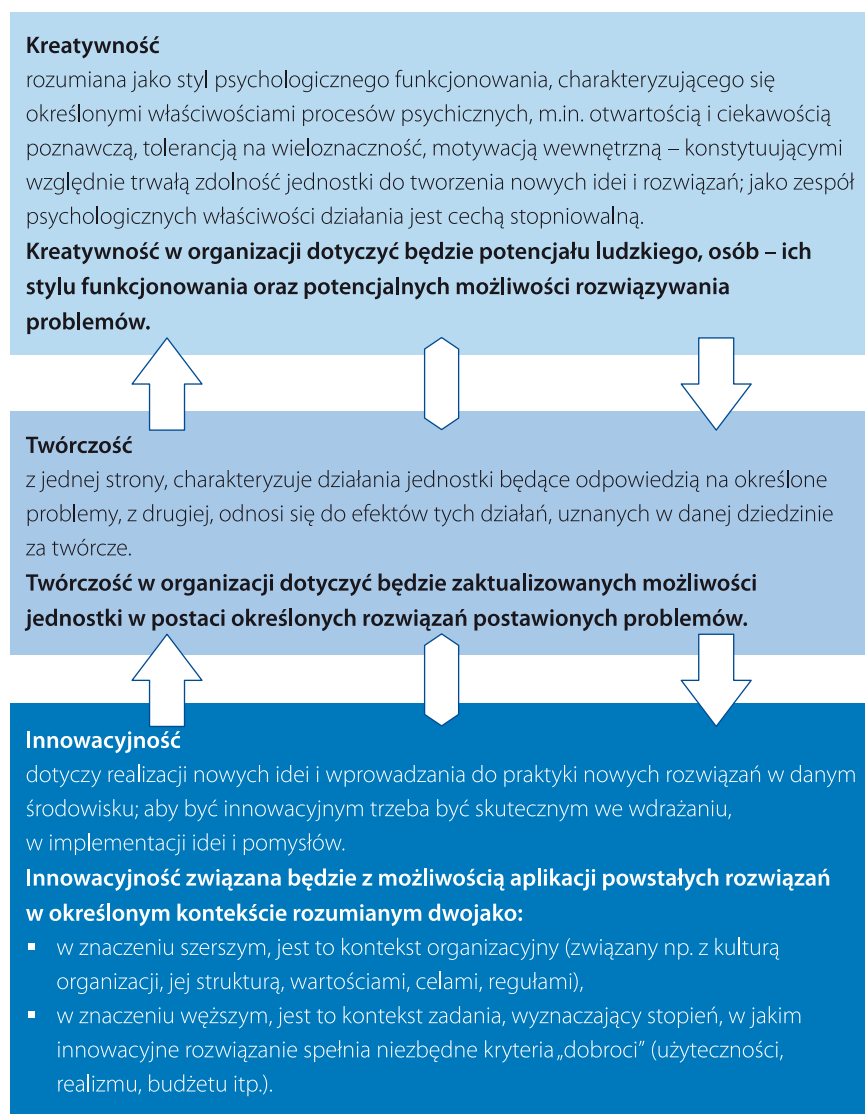 Kreatywność
rozumiana jako styl psychologicznego funkcjonowania, charakteryzującego się
określonymi właściwościami procesów psychicznych, m.in. otwartością i ciekawością
poznawczą, tolerancją na wieloznaczność, motywacją wewnętrzną – konstytuującymi
względnie trwałą zdolność jednostki do tworzenia nowych idei i rozwiązań; jako zespół
psychologicznych właściwości działania jest cechą stopniowalną.
Kreatywność w organizacji dotyczyć będzie potencjału ludzkiego, osób – ich
stylu funkcjonowania oraz potencjalnych możliwości rozwiązywania
problemów.
Twórczość
z jednej strony, charakteryzuje działania jednostki będące odpowiedzią na określone
problemy, z drugiej, odnosi się do efektów tych działań, uznanych w danej dziedzinie
za twórcze.
Twórczość w organizacji dotyczyć będzie zaktualizowanych możliwości
jednostki w postaci określonych rozwiązań postawionych problemów.
Innowacyjność
dotyczy realizacji nowych idei i wprowadzania do praktyki nowych rozwiązań w danym
środowisku; aby być innowacyjnym trzeba być skutecznym we wdrażaniu,
w implementacji idei i pomysłów.
Innowacyjność związana będzie z możliwością aplikacji powstałych rozwiązań
w określonym kontekście rozumianym dwojako:
▪ w znaczeniu szerszym, jest to kontekst organizacyjny (związany np. z kulturą
organizacji, jej strukturą, wartościami, celami, regułami),
▪ w znaczeniu węższym, jest to kontekst zadania, wyznaczający stopień, w jakim
innowacyjne rozwiązanie spełnia niezbędne kryteria „dobroci” (użyteczności,
realizmu, budżetu itp.).